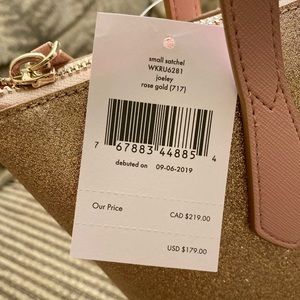 small satchel
WKRU6281
joeley
rose gold (717)
7 67883 44885 4
debuted on 09-06-2019
Our Price
CAD $219.00
USD $179.00